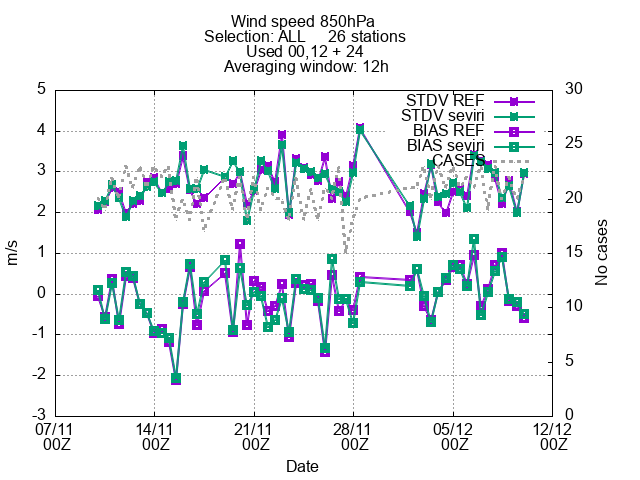 Wind speed 850hPa
Selection: ALL 26 stations
Used 00,12 + 24
Averaging window: 12h
5
4
3
2
1
0
-1
-2
-3
m/s
30
25
20
15
10
5
0
No cases
STDV REF
STDV seviri
BIAS REF
BIAS seviri
CASES
07/11 14/11 21/11 28/11 05/12 12/12
00Z 00Z 00Z 00Z 00Z 00Z
Date